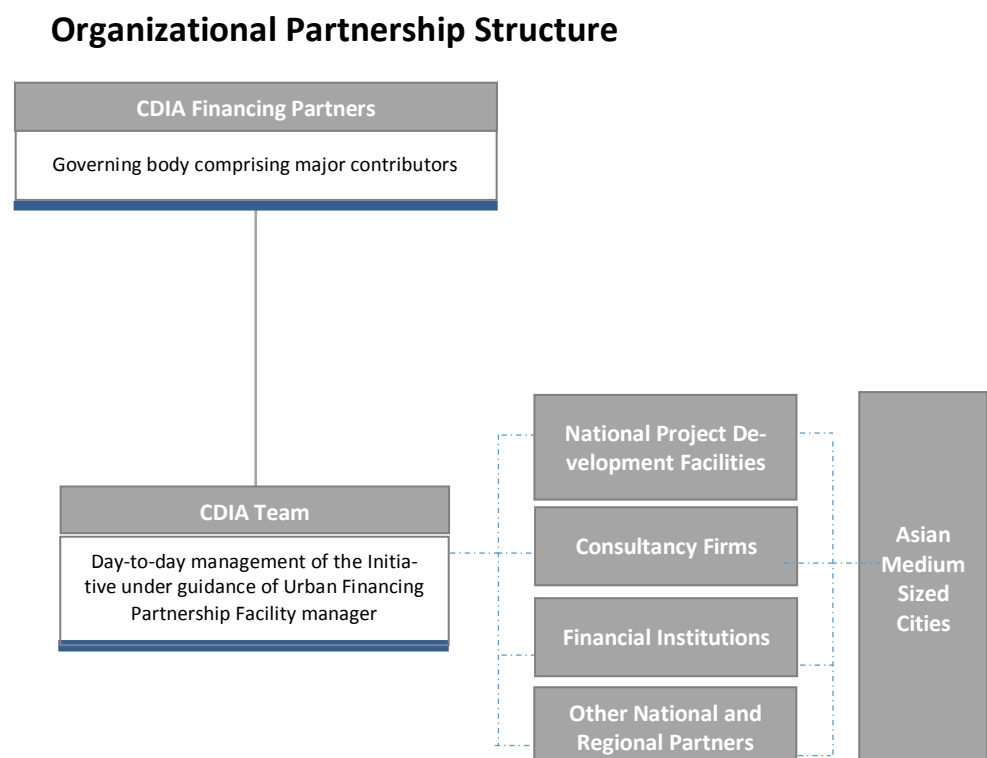 Organizational Partnership Structure
CDIA Financing Partners
Governing body comprising major contributors
CDIA Team
Day-to-day management of the Initia-
tive under guidance of Urban Financing
Partnership Facility manager
National Project De-
velopment Facilities
Consultancy Firms
Financial Institutions
Other National and
Regional Partners
Asian
Medium
Sized
Cities